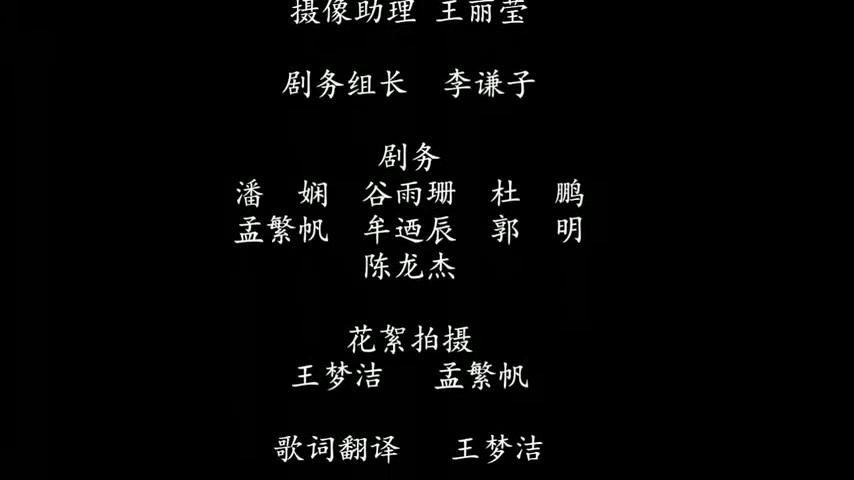 摄像助理 王丽莹
剧务组长 李谦子
剧务
潘 娴 谷雨珊 杜 鹏
孟繁帆 牟迺辰 郭 明
陈龙杰
花絮拍摄
王梦洁 孟繁帆
歌词翻译 王梦洁